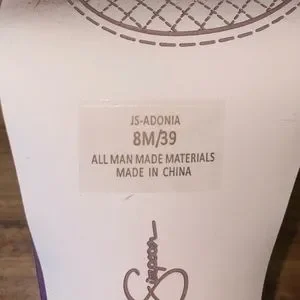 JS-ADONIA
8M/39
ALL MAN MADE MATERIALS
MADE IN CHINA